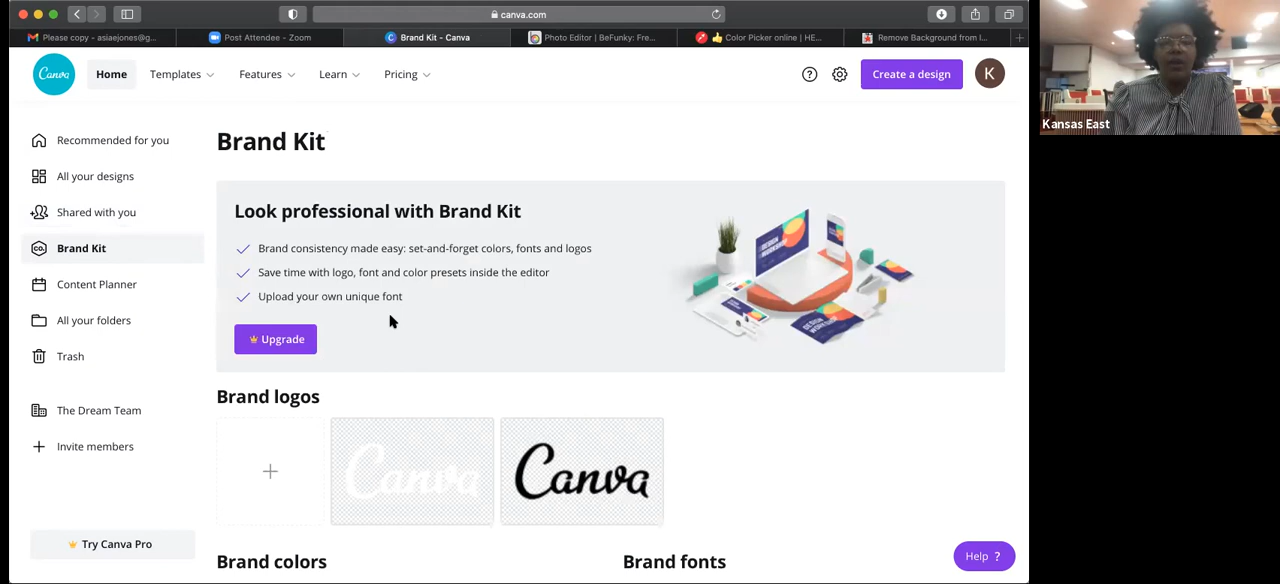 canva.com
Please copy - asiaejones@g...
Post Attendee - Zoom
Brand Kit - Canva
Photo Editor | BeFunky: Fre...
👍 Color Picker online | HE...
Remove Background from I...
Canva
Home
Templates
Features
Learn
Pricing
?
Create a design
K
Kansas East
Recommended for you
All your designs
Shared with you
Brand Kit
Content Planner
All your folders
Trash
The Dream Team
Invite members
Try Canva Pro
Brand Kit
Look professional with Brand Kit
Brand consistency made easy: set-and-forget colors, fonts and logos
Save time with logo, font and color presets inside the editor
Upload your own unique font
Upgrade
DESIGN WORKSHOP
Brand logos
Canva
Canva
Brand colors
Brand fonts
Help ?